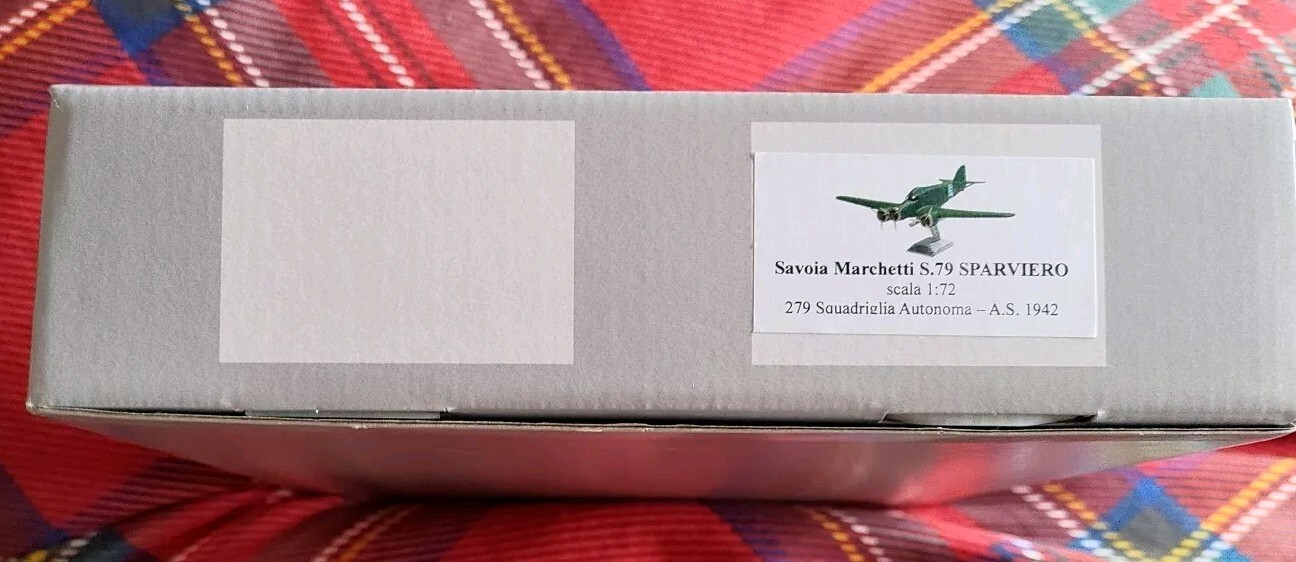 Savoia Marchetti S.79 SPARVIERO
scala 1:72
279 Squadriglia Autonoma – A.S. 1942